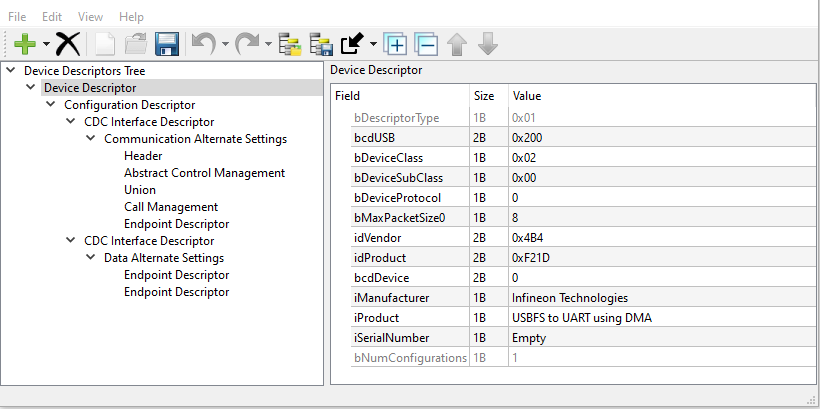 File Edit View Help
Device Descriptors Tree
Device Descriptor
Configuration Descriptor
CDC Interface Descriptor
Communication Alternate Settings
Header
Abstract Control Management
Union
Call Management
Endpoint Descriptor
CDC Interface Descriptor
Data Alternate Settings
Endpoint Descriptor
Endpoint Descriptor
Device Descriptor
Field Size Value
bDescriptorType 1B 0x01
bcdUSB 2B 0x200
bDeviceClass 1B 0x02
bDeviceSubClass 1B 0x00
bDeviceProtocol 1B 0
bMaxPacketSize0 1B 8
idVendor 2B 0x4B4
idProduct 2B 0xF21D
bcdDevice 2B 0
iManufacturer 1B Infineon Technologies
iProduct 1B USBFS to UART using DMA
iSerialNumber 1B Empty
bNumConfigurations 1B 1